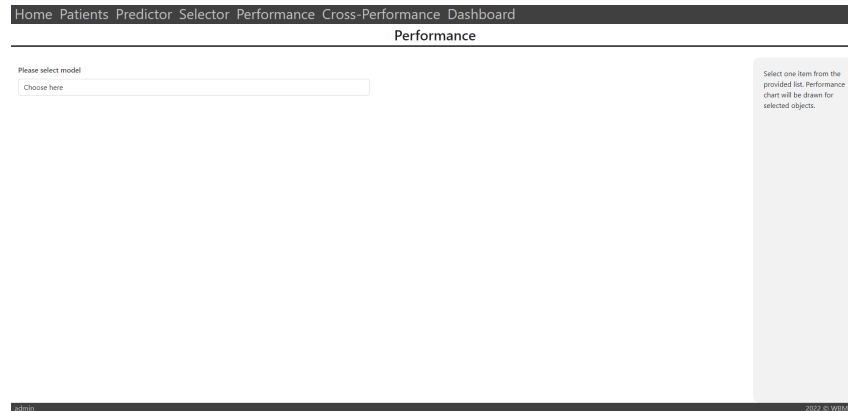 Home Patients Predictor Selector Performance Cross-Performance Dashboard
Performance
Please select model
Choose here
Select one item from the
provided list. Performance
chart will be drawn for
selected objects.
admin
2022 © WBM